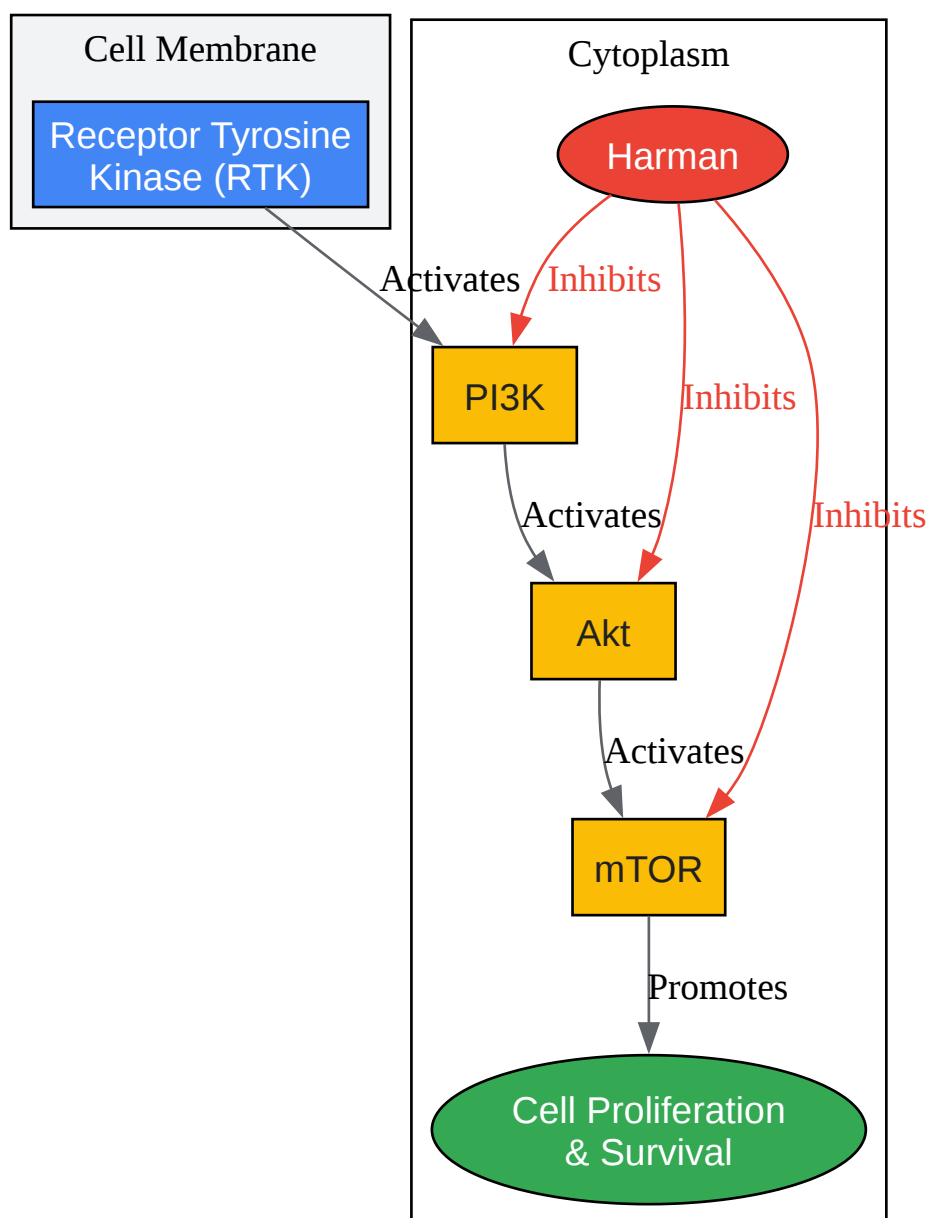 Cell Membrane
Receptor Tyrosine
Kinase (RTK)
Cytoplasm
Harman
Activates
Inhibits
PI3K
Inhibits
Activates
Inhibits
Akt
Activates
mTOR
Promotes
Cell Proliferation
& Survival